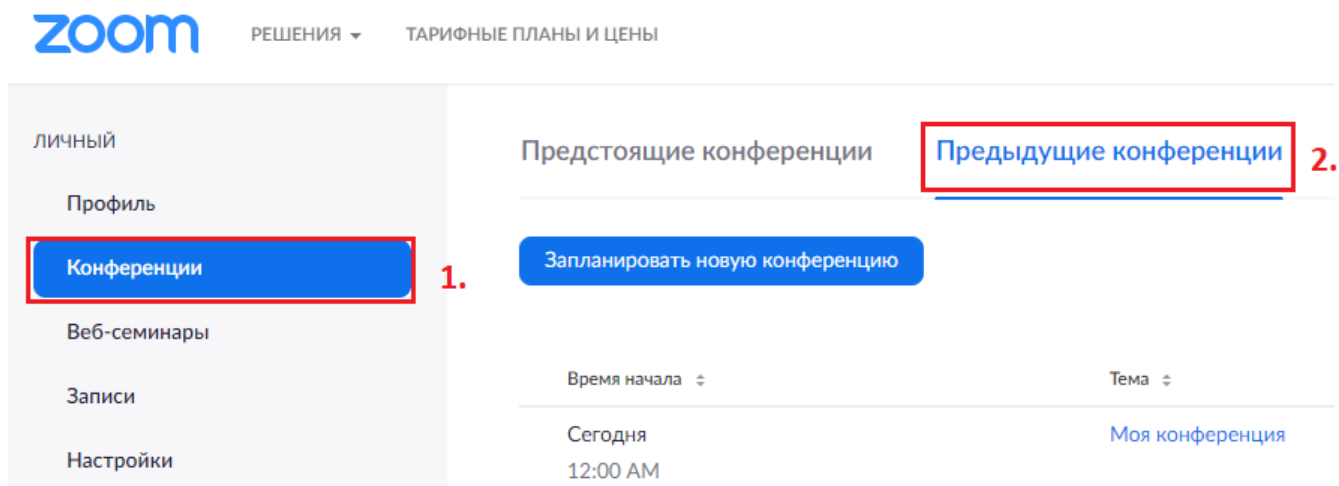 zoom РЕШЕНИЯ ТАРИФНЫЕ ПЛАНЫ И ЦЕНЫ
ЛИЧНЫЙ
Профиль
Конференции 1.
Веб-семинары
Записи
Настройки
Предстоящие конференции Предыдущие конференции 2.
Запланировать новую конференцию
Время начала Тема
Сегодня Моя конференция
12:00 AM